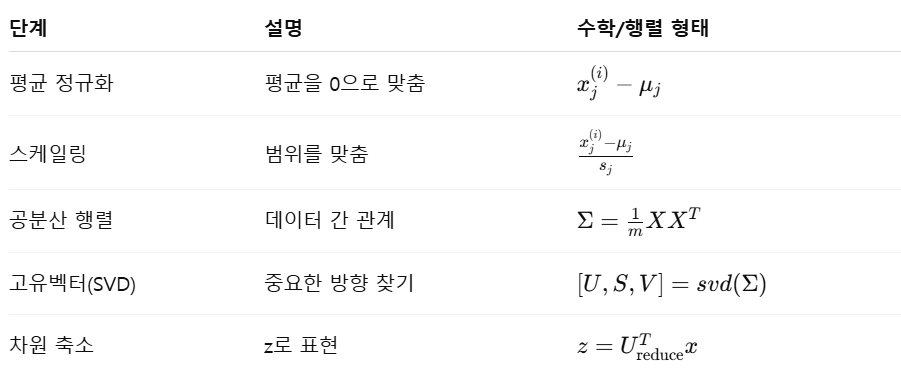 단계 설명 수학/행렬 형태
평균 정규화 평균을 0으로 맞춤 $x_j^{(i)} - \mu_j$
스케일링 범위를 맞춤 $\frac{x_j^{(i)} - \mu_j}{s_j}$
공분산 행렬 데이터 간 관계 $\Sigma = \frac{1}{m} X X^T$
고유벡터(SVD) 중요한 방향 찾기 $[U, S, V] = svd(\Sigma)$
차원 축소 z로 표현 $z = U_{\text{reduce}}^T x$